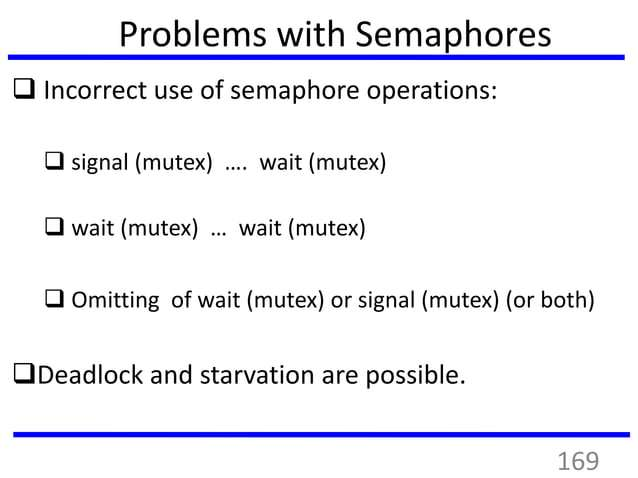 Problems with Semaphores
❑ Incorrect use of semaphore operations:
❑ signal (mutex) …. wait (mutex)
❑ wait (mutex) … wait (mutex)
❑ Omitting of wait (mutex) or signal (mutex) (or both)
❑Deadlock and starvation are possible.
169